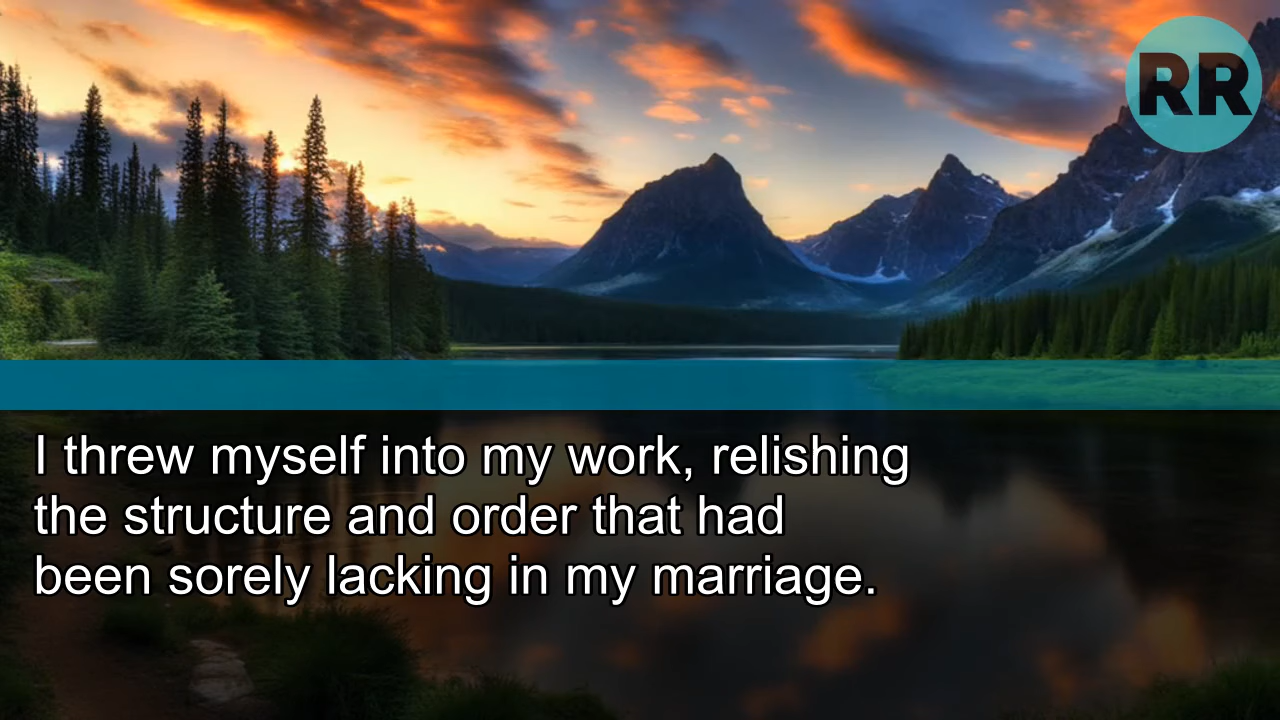 RR
I threw myself into my work, relishing
the structure and order that had
been sorely lacking in my marriage.